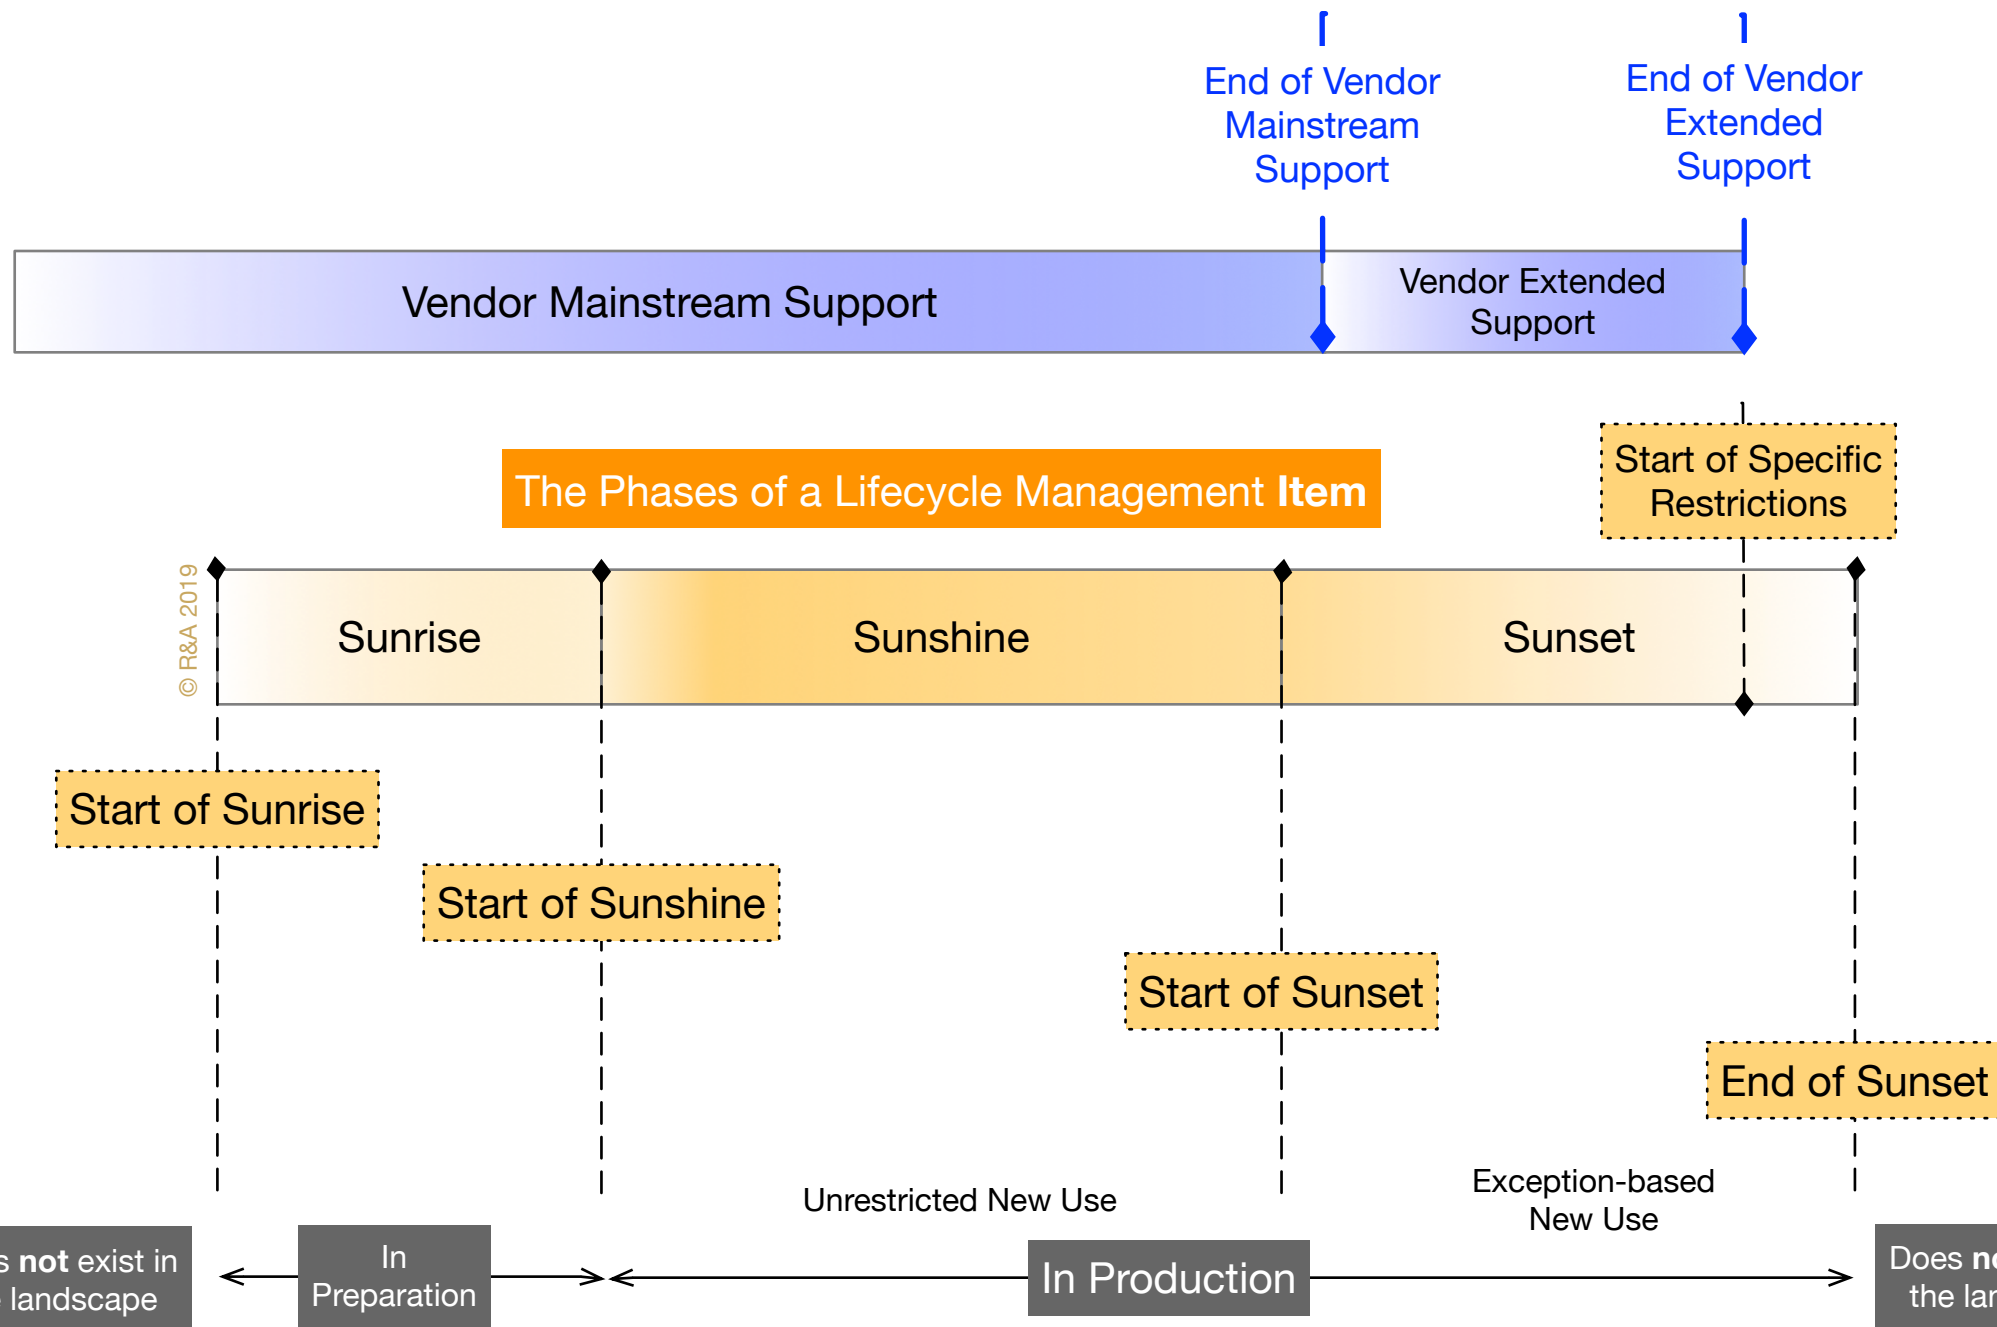 End of Vendor
Mainstream
Support
End of Vendor
Extended
Support
Vendor Mainstream Support
Vendor Extended
Support
The Phases of a Lifecycle Management Item
Start of Specific
Restrictions
© R&A 2019
Sunrise
Sunshine
Sunset
Start of Sunrise
Start of Sunshine
Start of Sunset
End of Sunset
Unrestricted New Use
Exception-based
New Use
not exist in
landscape
In
Preparation
In Production
Does
the